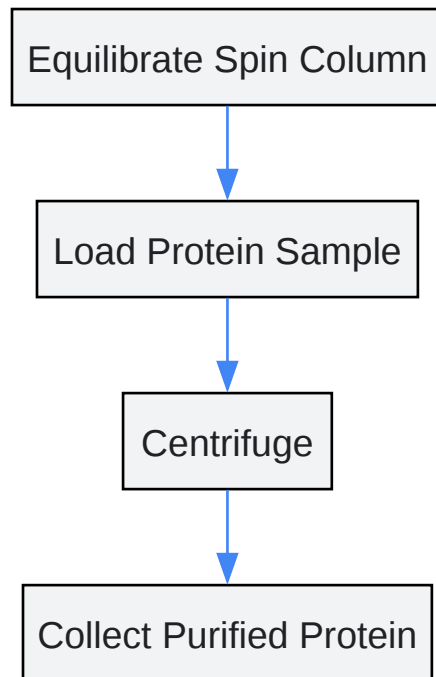 Equilibrate Spin Column
Load Protein Sample
Centrifuge
Collect Purified Protein